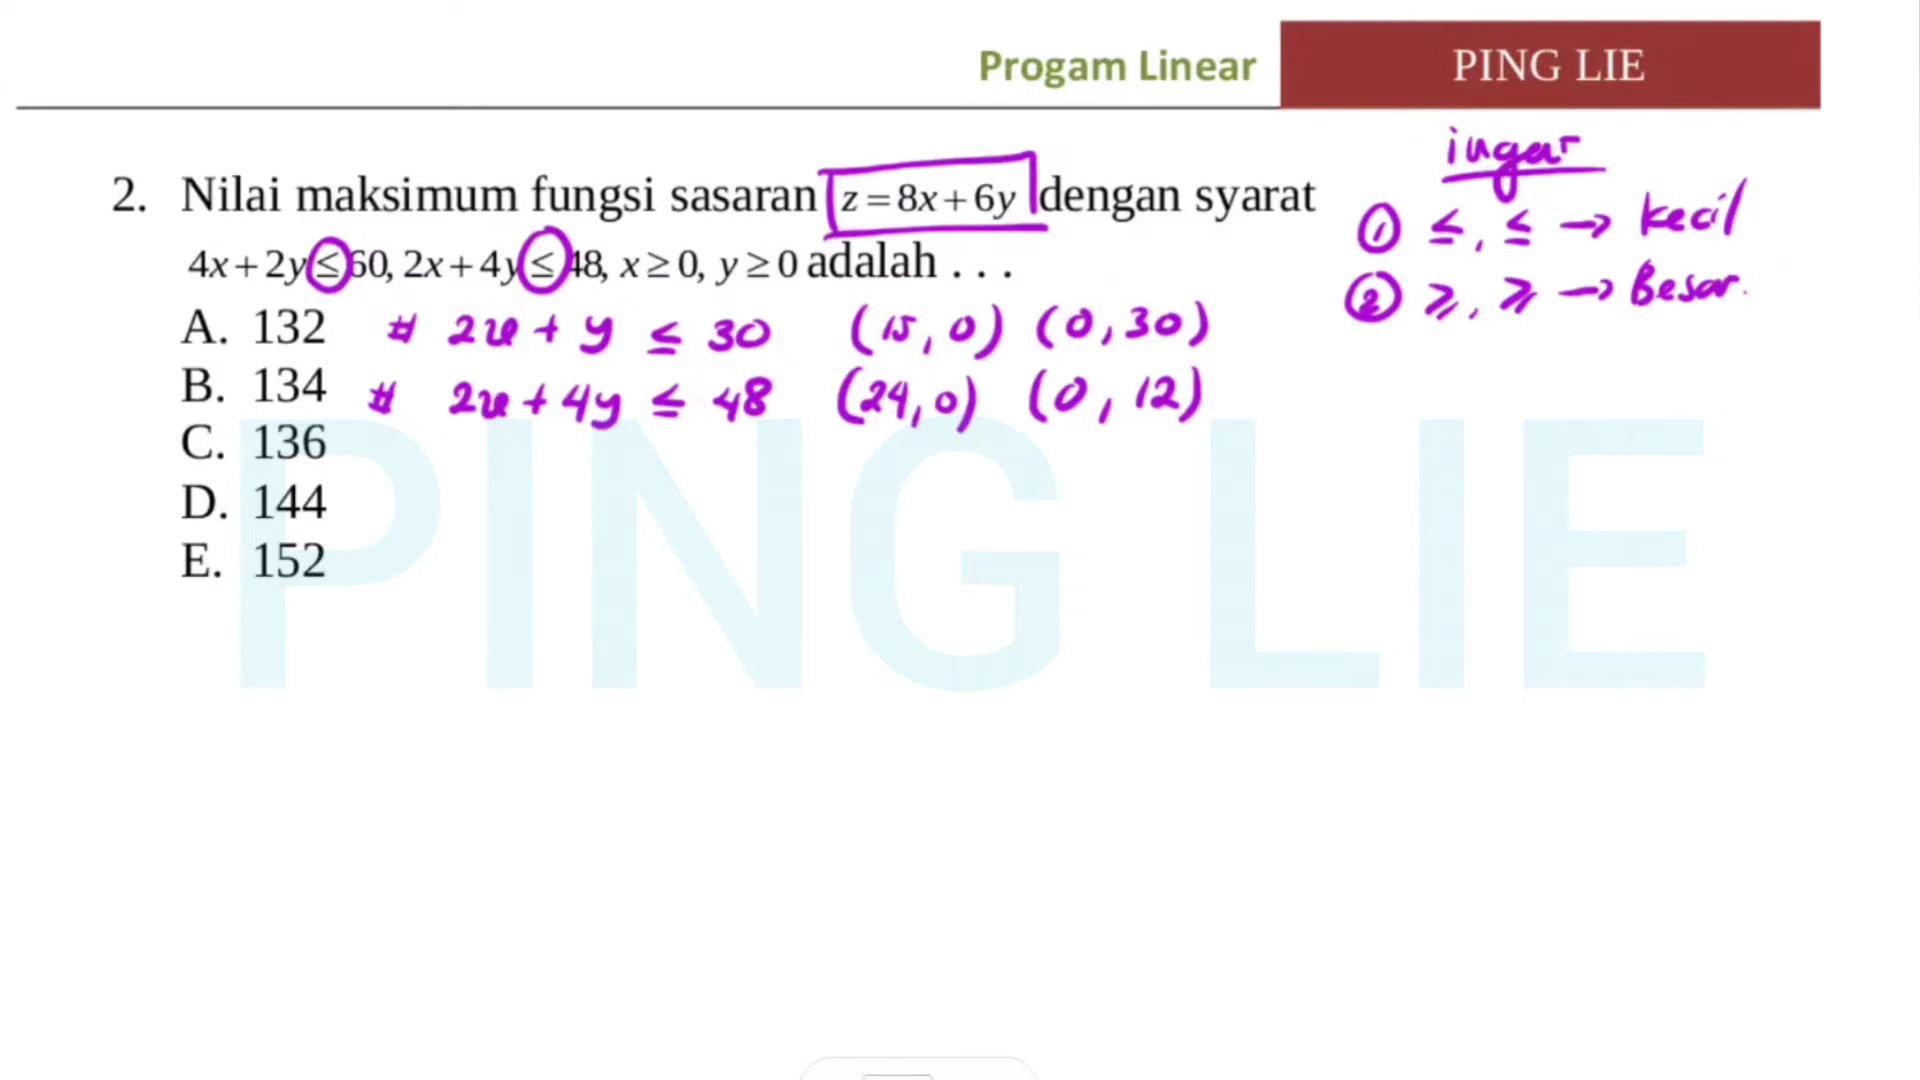 Progam Linear PING LIE
2. Nilai maksimum fungsi sasaran z = 8x + 6y dengan syarat
4x + 2y ≤ 60, 2x + 4y ≤ 48, x ≥ 0, y ≥ 0 adalah . . .
A. 132
B. 134
C. 136
D. 144
E. 152
# 2x + y ≤ 30 (15, 0) (0, 30)
# 2x + 4y ≤ 48 (24, 0) (0, 12)
ingat
① ≤, ≤ → kecil
② ≥, ≥ → Besar.
PING LIE